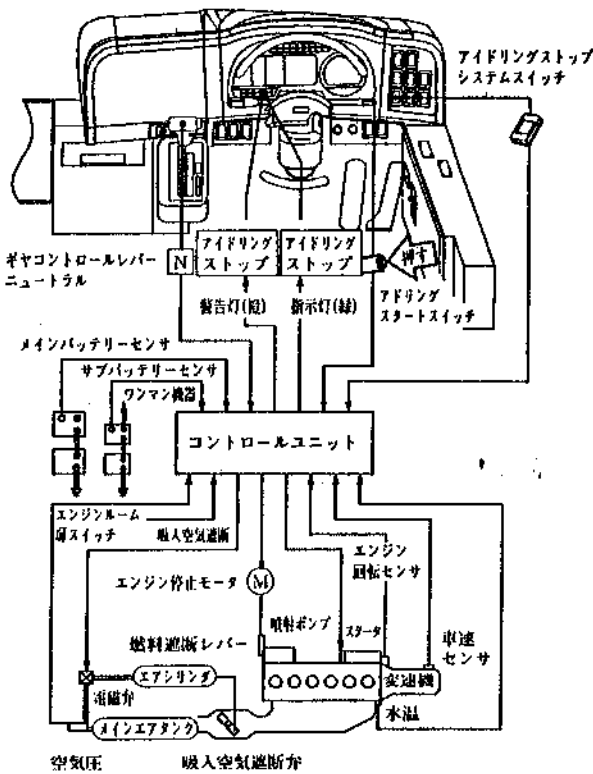 アイドリングストップ
システムスイッチ
N
アイドリング
ストップ
アイドリング
ストップ
押す
ギヤコントロールレバー
ニュートラル
警告灯(橙)
指示灯(緑)
アドリング
スタートスイッチ
メインバッテリーセンサ
サブバッテリーセンサ
ワンマン機器
コントロールユニット
エンジンルーム
扉スイッチ
吸入空気遮断
エンジン
回転センサ
エンジン停止モータ
M
噴射ポンプ
スタータ
燃料遮断レバー
車速
センサ
エアシリンダ
変速機
電磁弁
メインエアタンク
水温
空気圧
吸入空気遮断弁